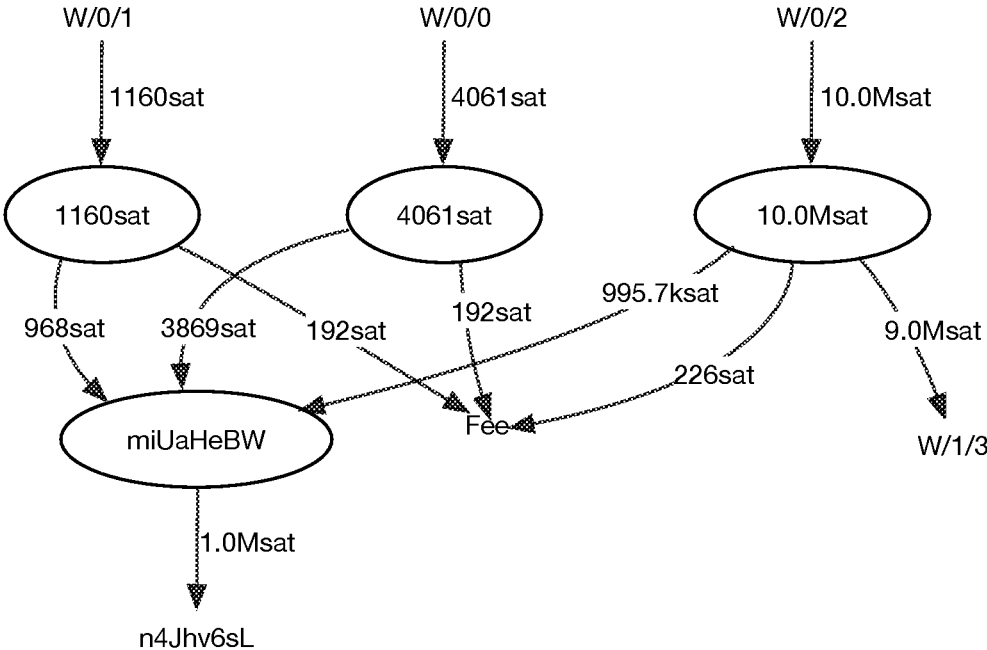 W/0/1
W/0/0
W/0/2
1160sat
4061sat
10.0Msat
1160sat
4061sat
10.0Msat
995.7ksat
192sat
968sat
3869sat
192sat
9.0Msat
226sat
Fee
miUaHeBW
W/1/3
1.0Msat
n4Jhv6sL